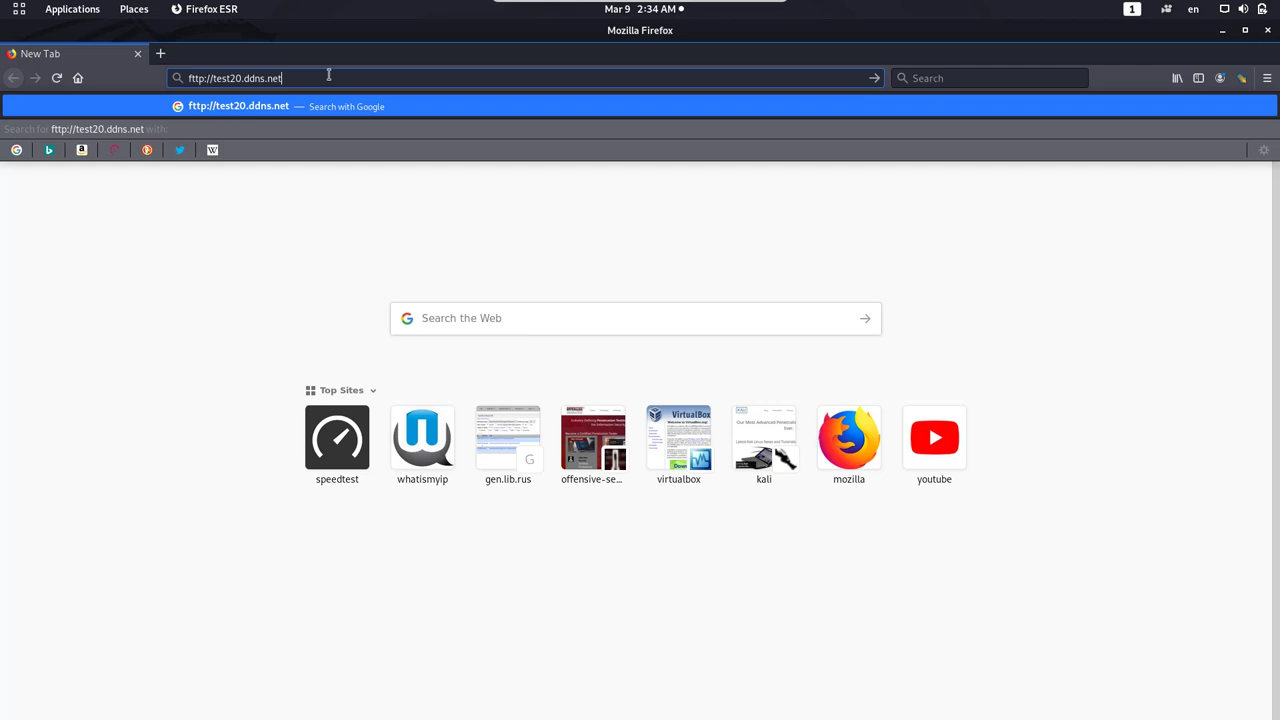 Applications Places Firefox ESR Mar 9 2:34 AM 1 en
Mozilla Firefox
New Tab
fttp://test20.ddns.net Search
fttp://test20.ddns.net — Search with Google
Search for fttp://test20.ddns.net with:
Search the Web
Top Sites
speedtest whatismyip gen.lib.rus offensive-se... virtualbox kali mozilla youtube